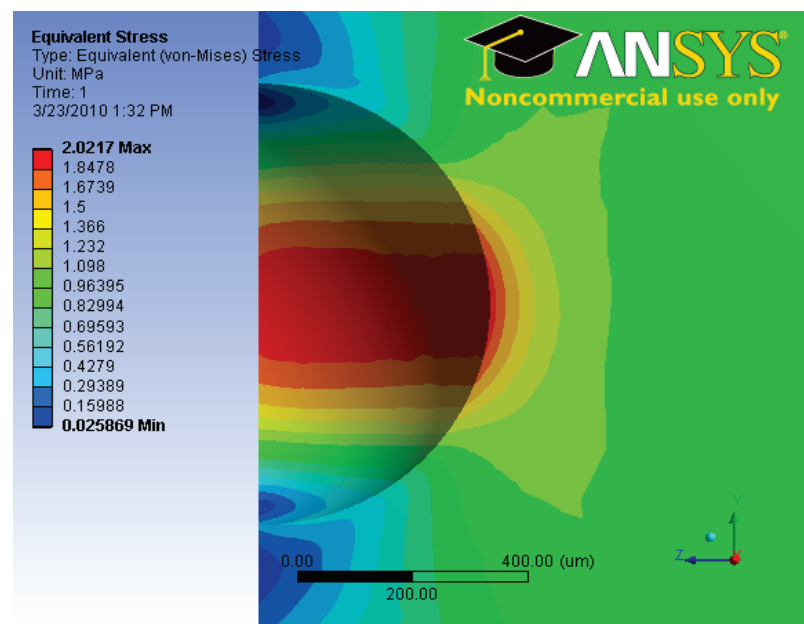 Equivalent Stress
Type: Equivalent (von-Mises) Stress
Unit: MPa
Time: 1
3/23/2010 1:32 PM
ANSYS®
Noncommercial use only
2.0217 Max
1.8478
1.6739
1.5
1.366
1.232
1.098
0.96395
0.82994
0.69593
0.56192
0.4279
0.29389
0.15988
0.025869 Min
0.00 400.00 (um)
200.00
Y
Z